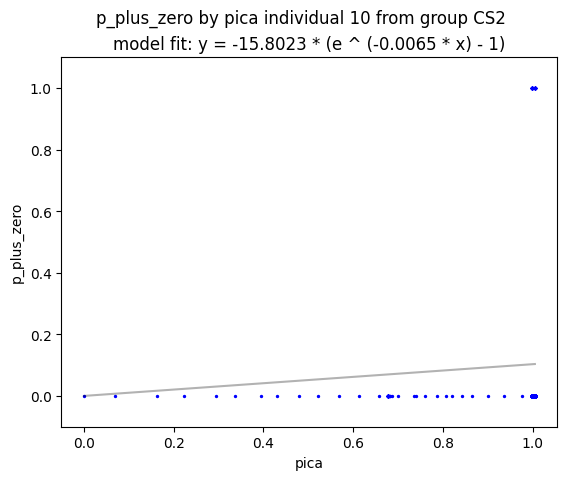 p_plus_zero by pica individual 10 from group CS2
model fit: y = -15.8023 * (e ^ (-0.0065 * x) - 1)
1.0
0.8
0.6
0.4
0.2
0.0
p_plus_zero
0.0 0.2 0.4 0.6 0.8 1.0
pica